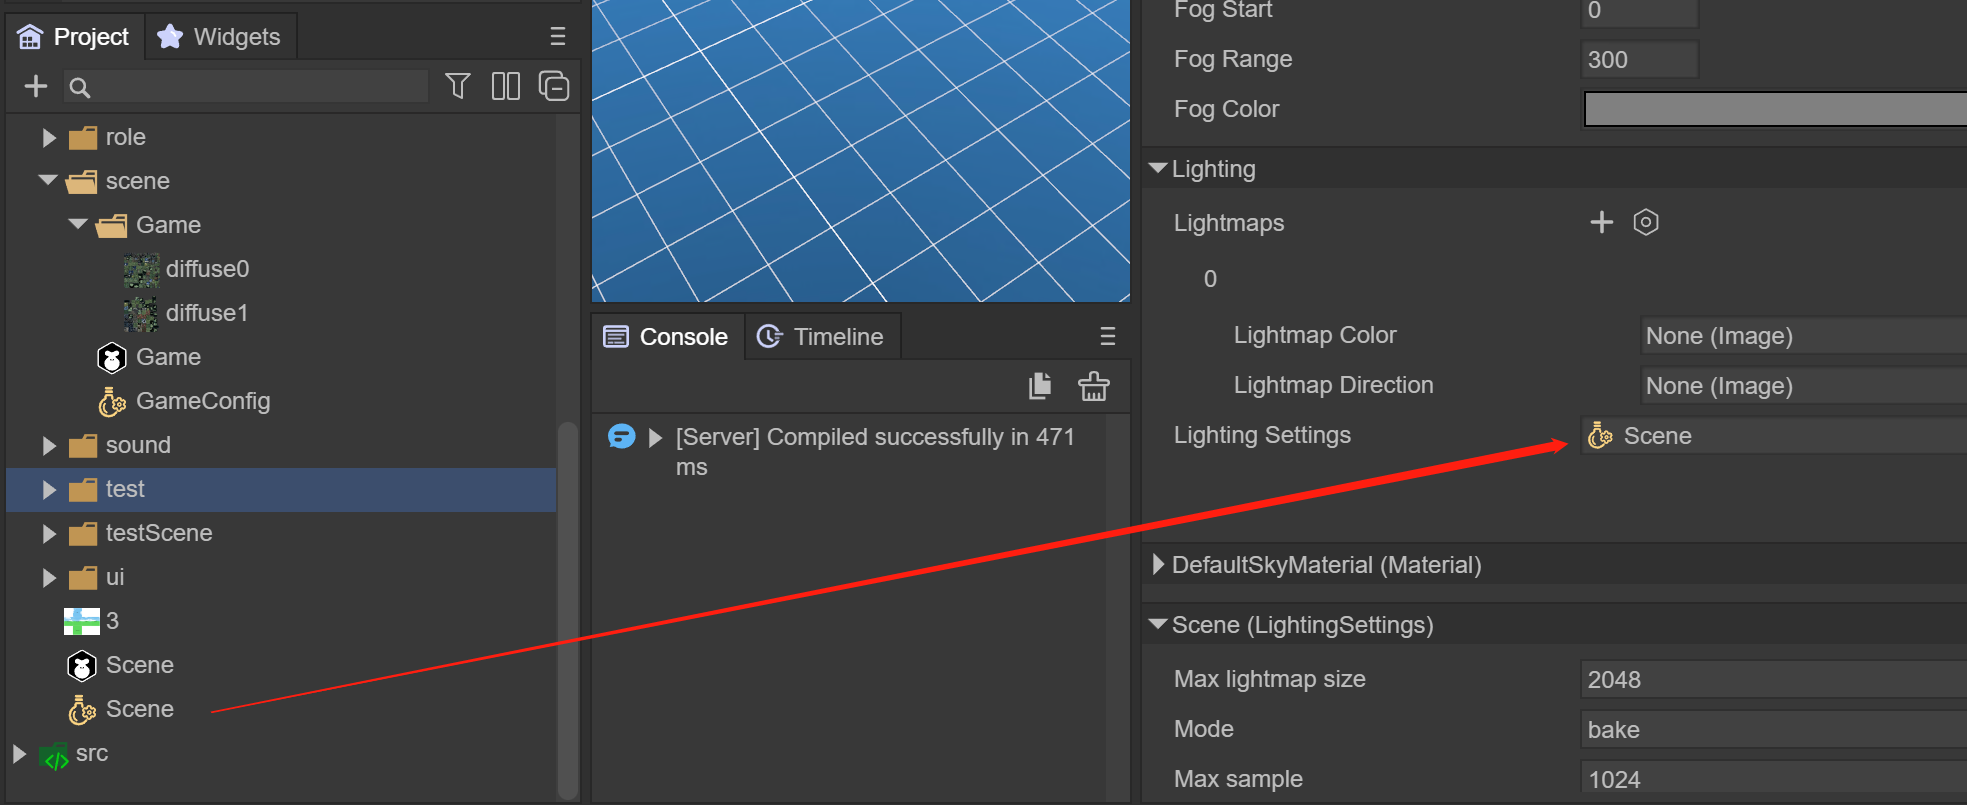 Project
Widgets
role
scene
Game
diffuse0
diffuse1
Game
GameConfig
sound
test
testScene
ui
3
Scene
Scene
src
Console
Timeline
[Server] Compiled successfully in 471
ms
Fog Start
0
Fog Range
300
Fog Color
Lighting
Lightmaps
0
Lightmap Color
None (Image)
Lightmap Direction
None (Image)
Lighting Settings
Scene
DefaultSkyMaterial (Material)
Scene (LightingSettings)
Max lightmap size
2048
Mode
bake
Max sample
1024